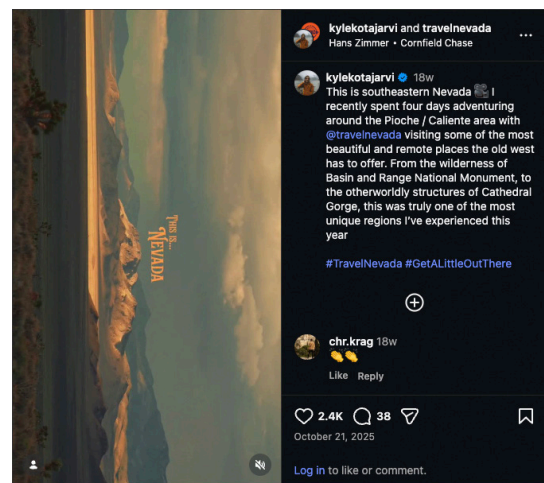 THIS IS...
NEVADA
kylekotajarvi and travelnevada
Hans Zimmer • Cornfield Chase
kylekotajarvi 18w
This is southeastern Nevada 🎥 I
recently spent four days adventuring
around the Pioche / Caliente area with
@travelnevada visiting some of the most
beautiful and remote places the old west
has to offer. From the wilderness of
Basin and Range National Monument, to
the otherworldly structures of Cathedral
Gorge, this was truly one of the most
unique regions I've experienced this
year
#TravelNevada #GetALittleOutThere
chr.krag 18w
👏👏
Like Reply
2.4K 38
October 21, 2025
Log in to like or comment.